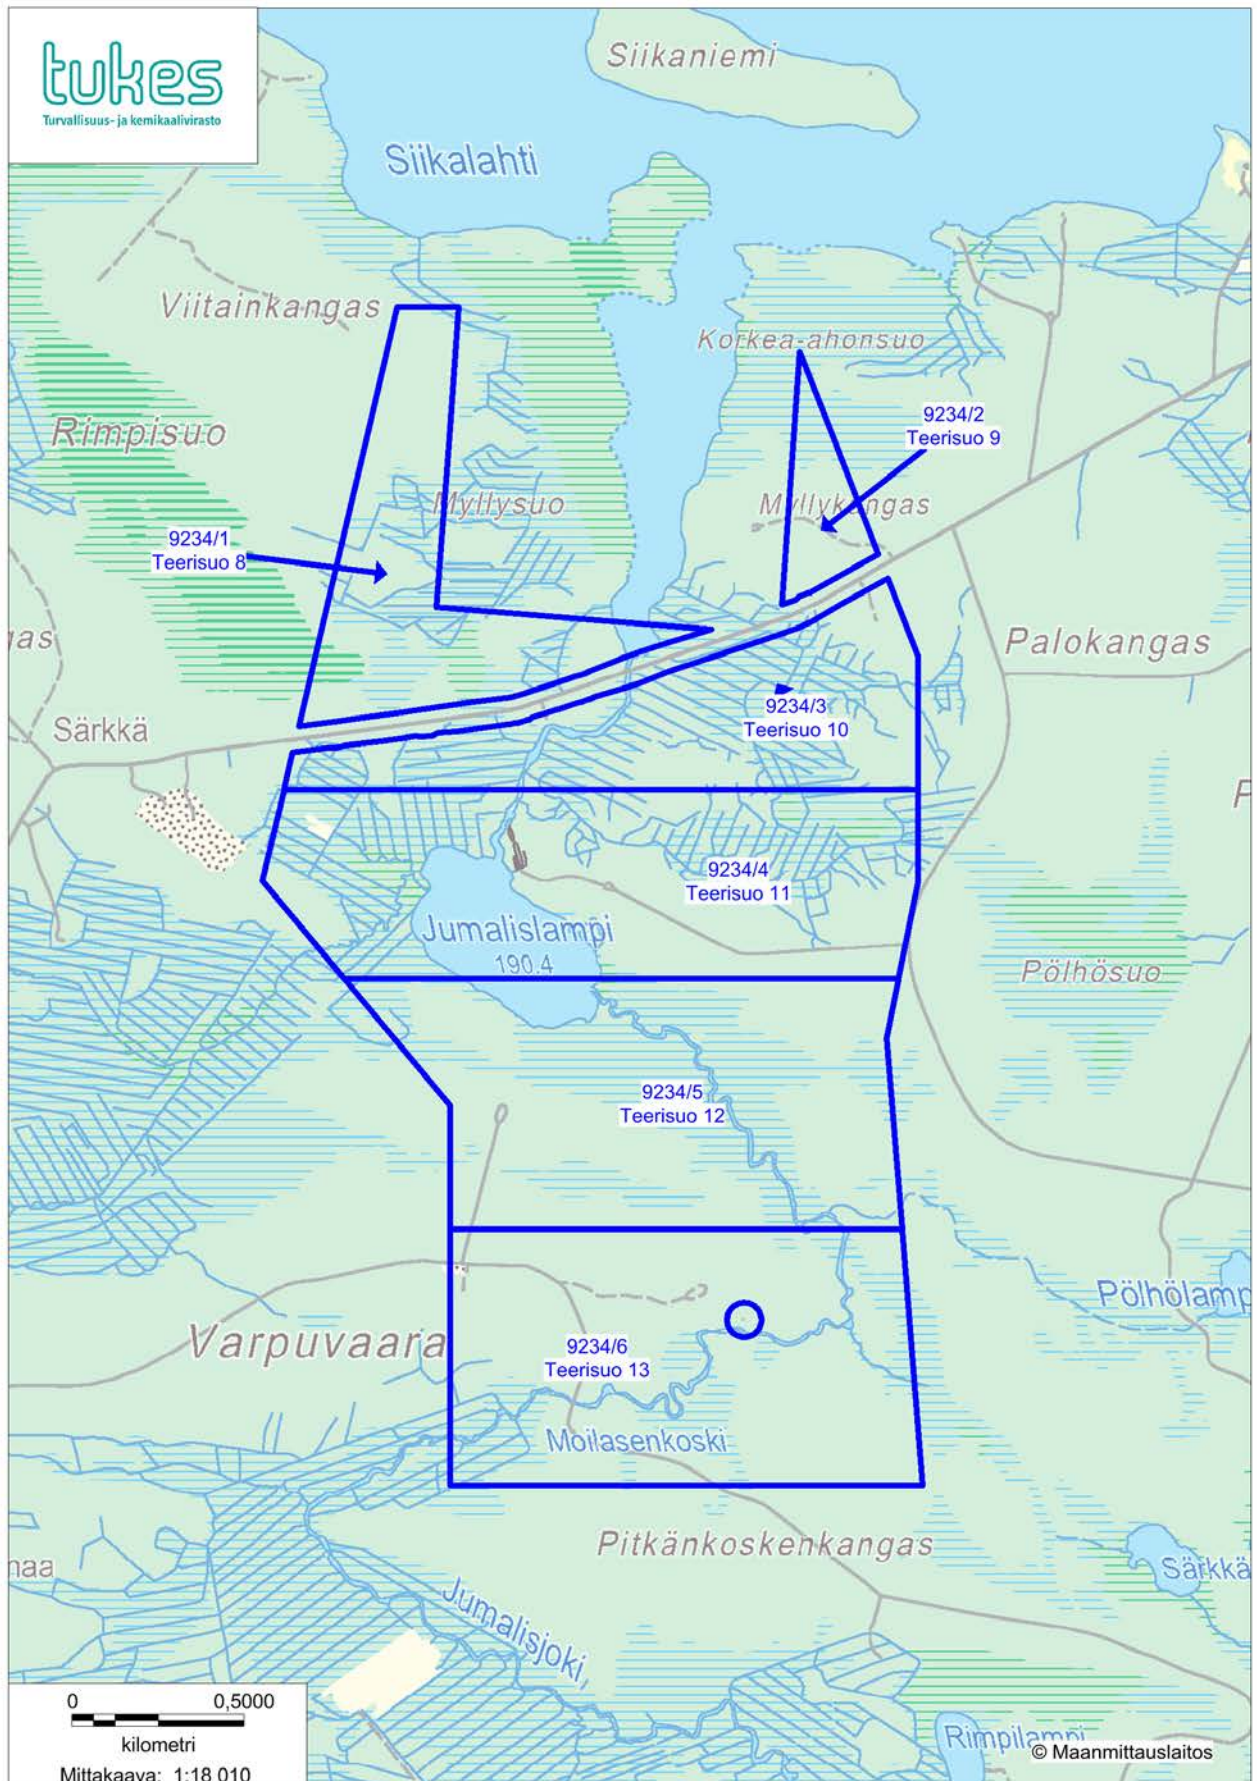 tukes
Turvallisuus- ja kemikaalivirasto
Siikaniemi
Siikalahti
Viitainkangas
Korkea-ahonsuo
Rimpisuo
9234/2
Teerisuo 9
Myllysuo
Myllykangas
9234/1
Teerisuo 8
gas
Palokangas
9234/3
Teerisuo 10
Särkkä
9234/4
Teerisuo 11
Jumalislampi
190.4
Pölhösuo
9234/5
Teerisuo 12
Pölhölamp
Varpuvaara
9234/6
Teerisuo 13
Moilasenkoski
Pitkänkoskenkangas
naa
Särkkä
Jumalisjoki
0 0,5000
kilometri
Mittakaava: 1:18 010
Rimpilampi
© Maanmittauslaitos